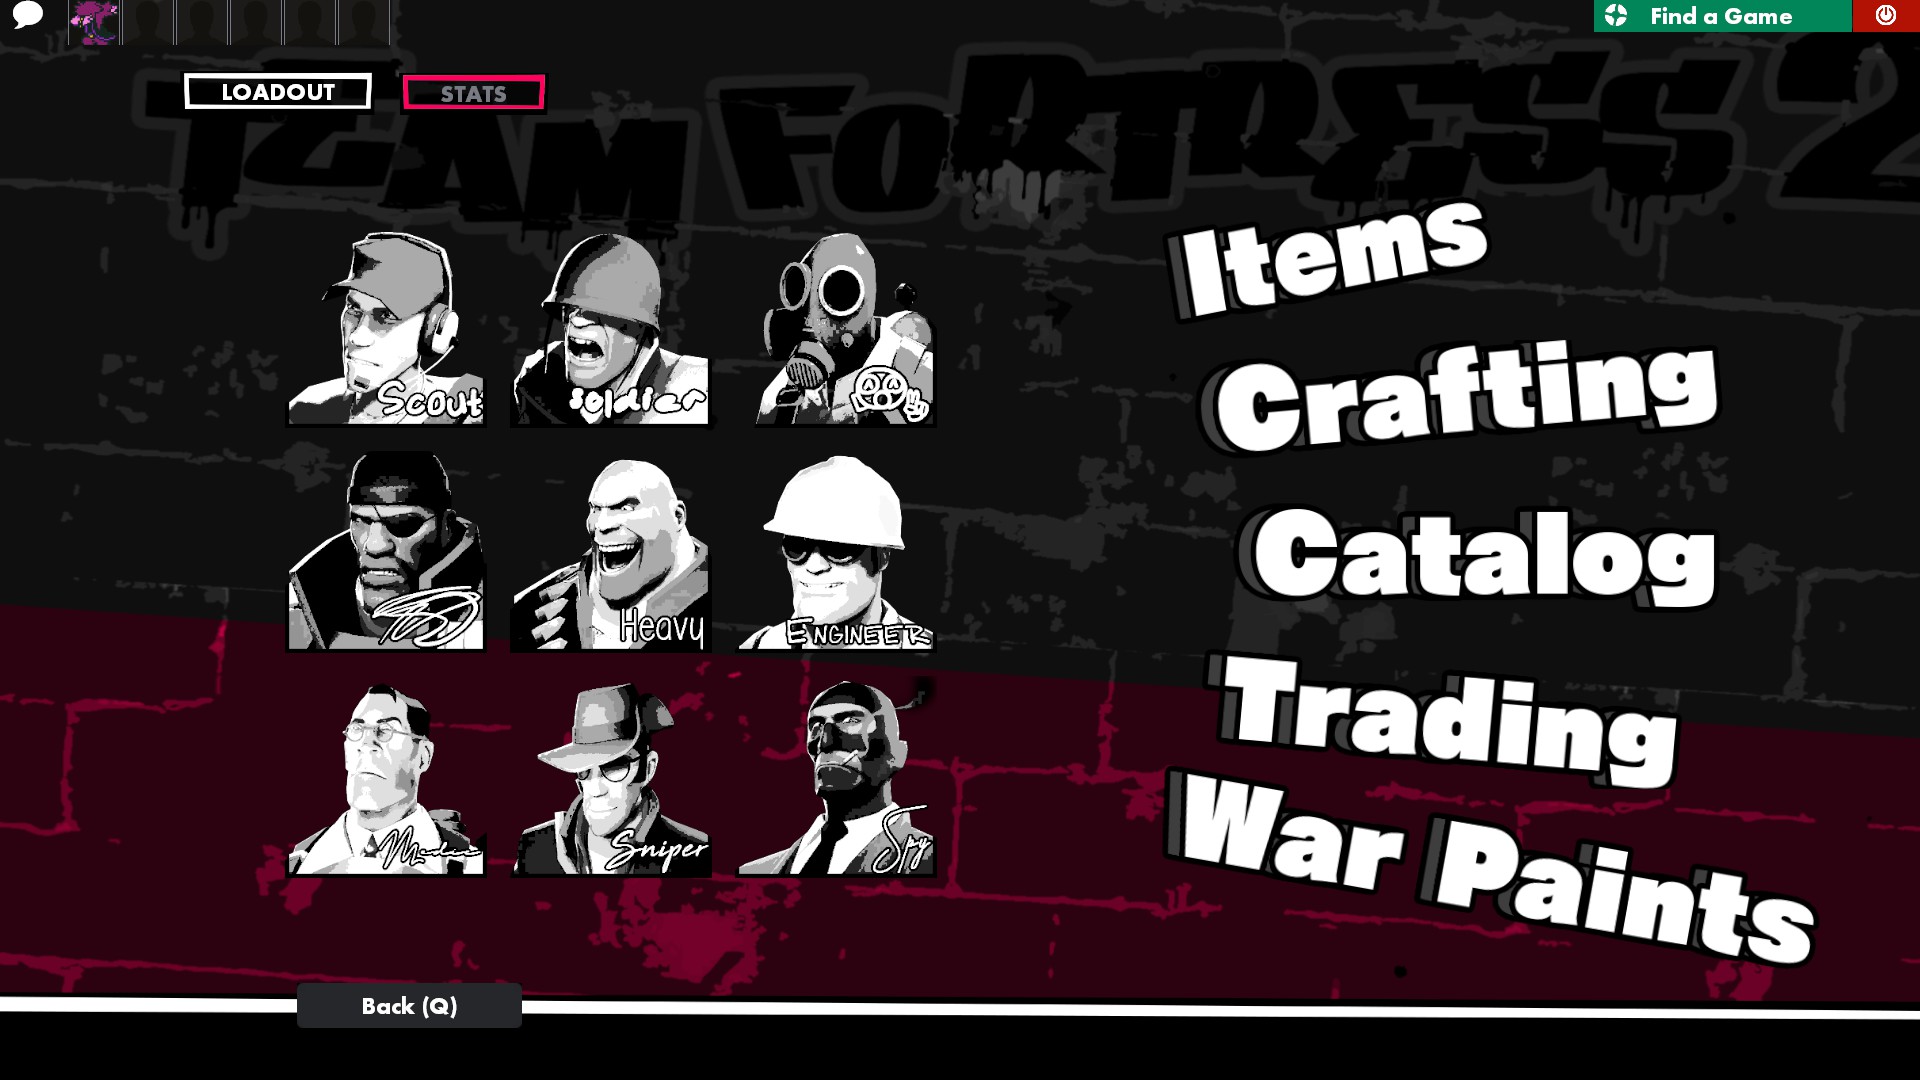 Find a Game
LOADOUT
STATS
TEAM FORTRESS 2
Items
Scout
soldier
Crafting
Catalog
Heavy
ENGINEER
Trading
War Paints
Medic
Sniper
Spy
Back (Q)